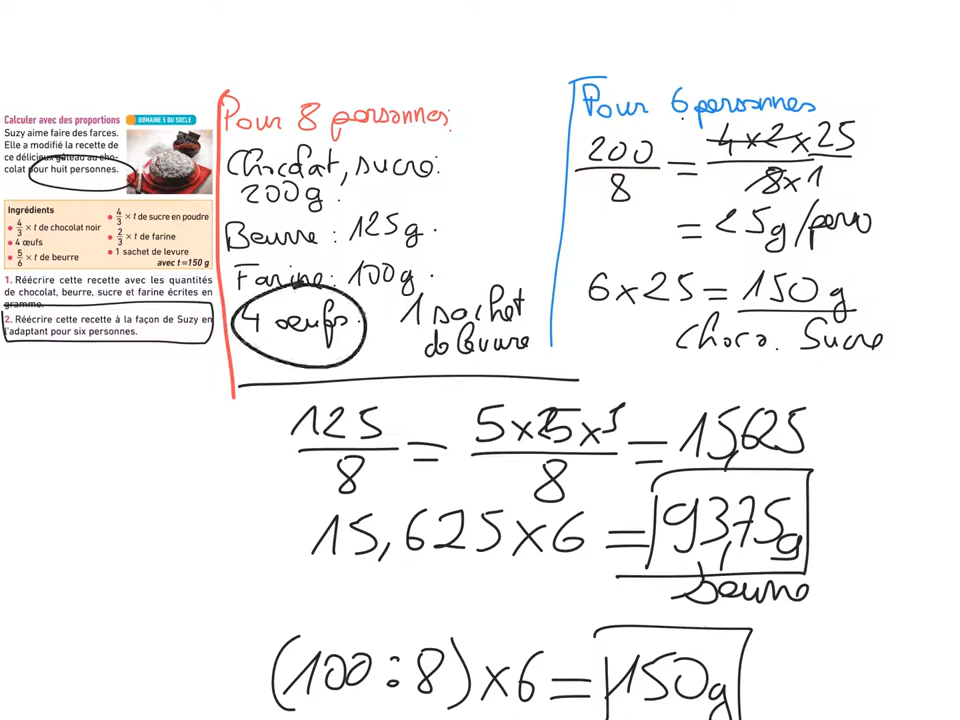 Calculer avec des proportions DOMAINE 5 DU SOCLE
Suzy aime faire des farces.
Elle a modifié la recette de
ce délicieux gâteau au cho-
colat pour huit personnes.
Ingrédients
• 4/3 × t de chocolat noir
• 4 œufs
• 5/6 × t de beurre
• 4/3 × t de sucre en poudre
• 2/3 × t de farine
• 1 sachet de levure
avec t = 150 g
1. Réécrire cette recette avec les quantités
de chocolat, beurre, sucre et farine écrites en
gramme.
2. Réécrire cette recette à la façon de Suzy en
l'adaptant pour six personnes.
Pour 8 personnes:
Chocolat, sucre:
200g.
Beurre: 125g.
Farine: 100g.
4 œufs.
1 sachet
de levure
Pour 6 personnes
200/8 = 4×2×25/8×1
= 25g/pers
6×25 = 150g
choco. Sucre
125/8 = 5×25×5/8 = 15,625
15,625×6 = 93,75g
beurre
(100:8)×6 = 150g